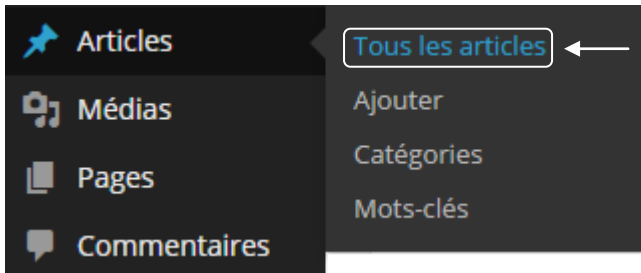 Articles
Médias
Pages
Commentaires
Tous les articles
Ajouter
Catégories
Mots-clés